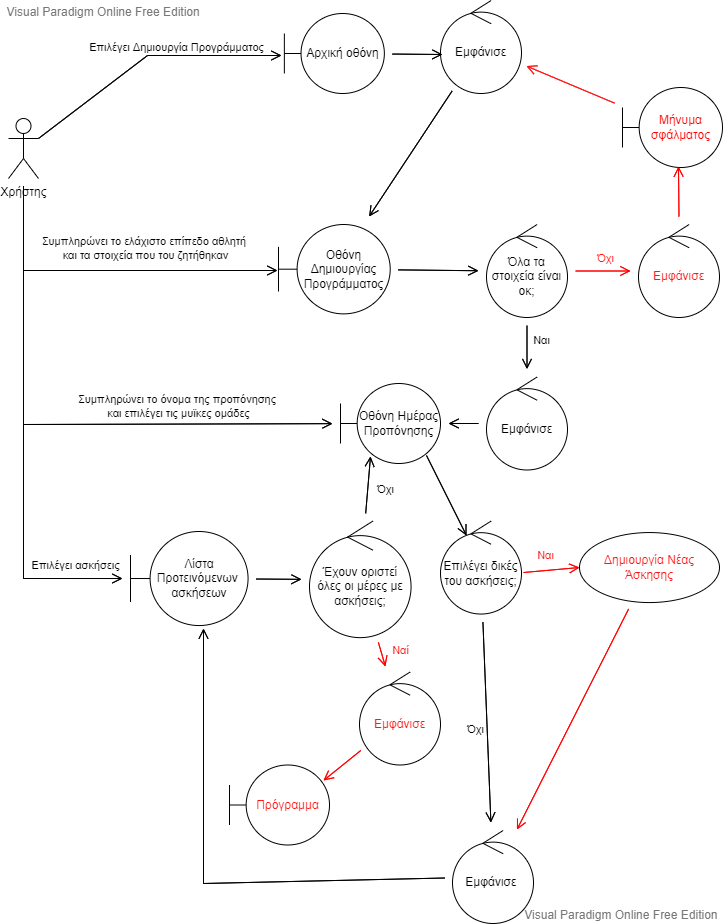 Visual Paradigm Online Free Edition
Επιλέγει Δημιουργία Προγράμματος
Αρχική οθόνη
Εμφάνισε
Μήνυμα
σφάλματος
Χρήστης
Συμπληρώνει το ελάχιστο επίπεδο αθλητή
και τα στοιχεία που του ζητήθηκαν
Οθόνη
Δημιουργίας
Προγράμματος
Όλα τα
στοιχεία είναι
οκ;
Όχι
Εμφάνισε
Ναι
Συμπληρώνει το όνομα της προπόνησης
και επιλέγει τις μυϊκες ομάδες
Οθόνη Ημέρας
Προπόνησης
Εμφάνισε
Όχι
Επιλέγει ασκήσεις
Λίστα
Προτεινόμενων
ασκήσεων
Έχουν οριστεί
όλες οι μέρες με
ασκήσεις;
Επιλέγει δικές
του ασκήσεις;
Ναι
Δημιουργία Νέας
Άσκησης
Ναί
Εμφάνισε
Όχι
Πρόγραμμα
Εμφάνισε
Visual Paradigm Online Free Edition